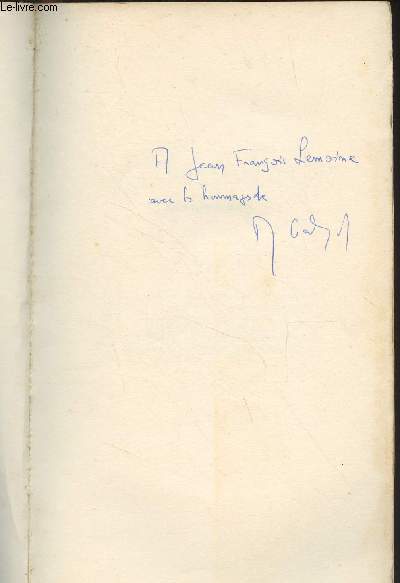 Le-livre.com
M Jean François Lemoine
avec les hommages de
M